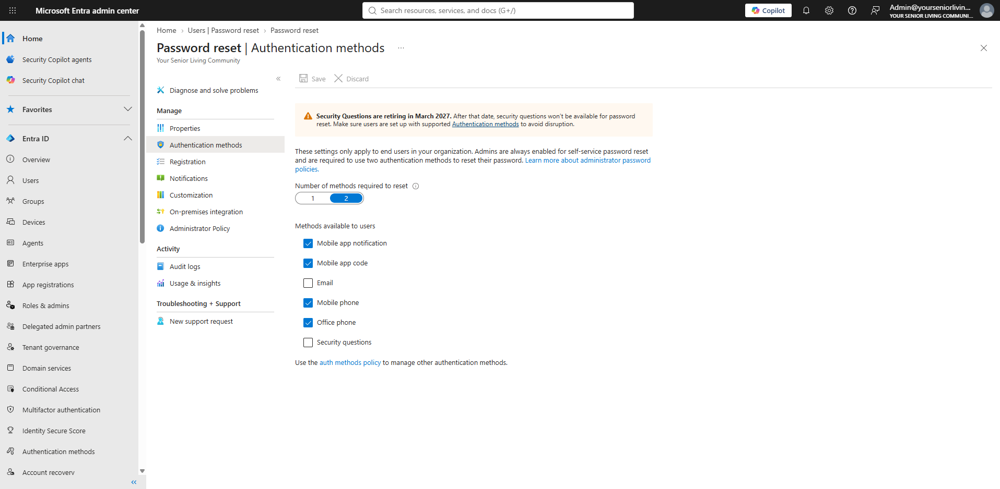 Microsoft Entra admin center
Search resources, services, and docs (G+/)
Copilot
Admin@yourseniorlivin...
YOUR SENIOR LIVING COMMUNI...
Home
Security Copilot agents
Security Copilot chat
Favorites
Entra ID
Overview
Users
Groups
Devices
Agents
Enterprise apps
App registrations
Roles & admins
Delegated admin partners
Tenant governance
Domain services
Conditional Access
Multifactor authentication
Identity Secure Score
Authentication methods
Account recovery
Home › Users | Password reset › Password reset
Password reset | Authentication methods ...
Your Senior Living Community
Diagnose and solve problems
Manage
Properties
Authentication methods
Registration
Notifications
Customization
On-premises integration
Administrator Policy
Activity
Audit logs
Usage & insights
Troubleshooting + Support
New support request
Save
Discard
Security Questions are retiring in March 2027. After that date, security questions won't be available for password
reset. Make sure users are set up with supported Authentication methods to avoid disruption.
These settings only apply to end users in your organization. Admins are always enabled for self-service password reset
and are required to use two authentication methods to reset their password. Learn more about administrator password
policies.
Number of methods required to reset
1
2
Methods available to users
Mobile app notification
Mobile app code
Email
Mobile phone
Office phone
Security questions
Use the auth methods policy to manage other authentication methods.